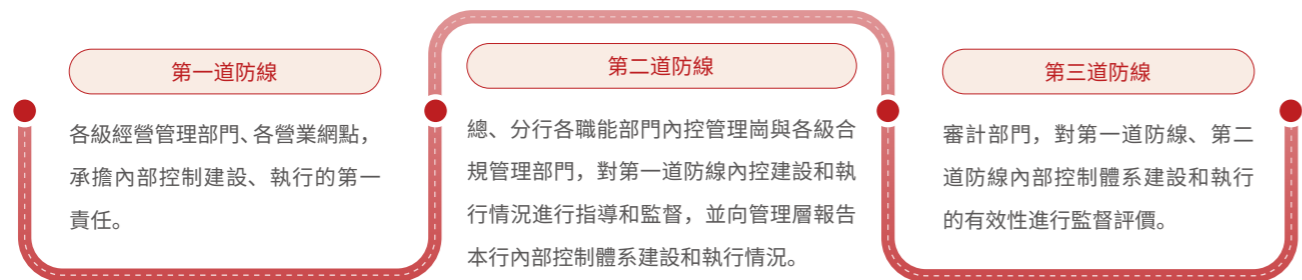 第一道防線
各級經營管理部門、各營業網點，
承擔內部控制建設、執行的第一
責任。
第二道防線
總、分行各職能部門內控管理崗與各級合
規管理部門，對第一道防線內控建設和執
行情況進行指導和監督，並向管理層報告
本行內部控制體系建設和執行情況。
第三道防線
審計部門，對第一道防線、第二
道防線內部控制體系建設和執行
的有效性進行監督評價。